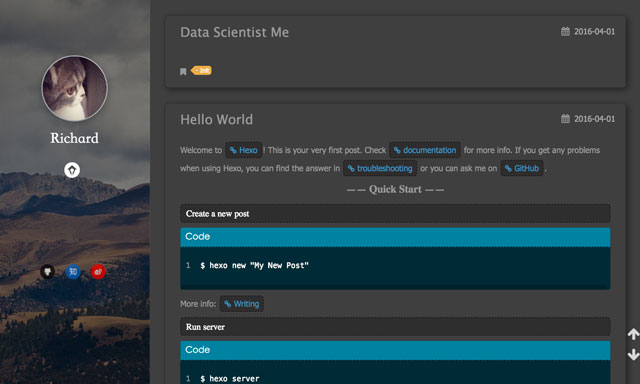 Data Scientist Me
2016-04-01
Init
Richard
Hello World
2016-04-01
Welcome to Hexo ! This is your very first post. Check documentation for more info. If you get any problems
when using Hexo, you can find the answer in troubleshooting or you can ask me on GitHub .
—— Quick Start ——
Create a new post
Code
1 $ hexo new "My New Post"
知
More info: Writing
Run server
Code
1 $ hexo server